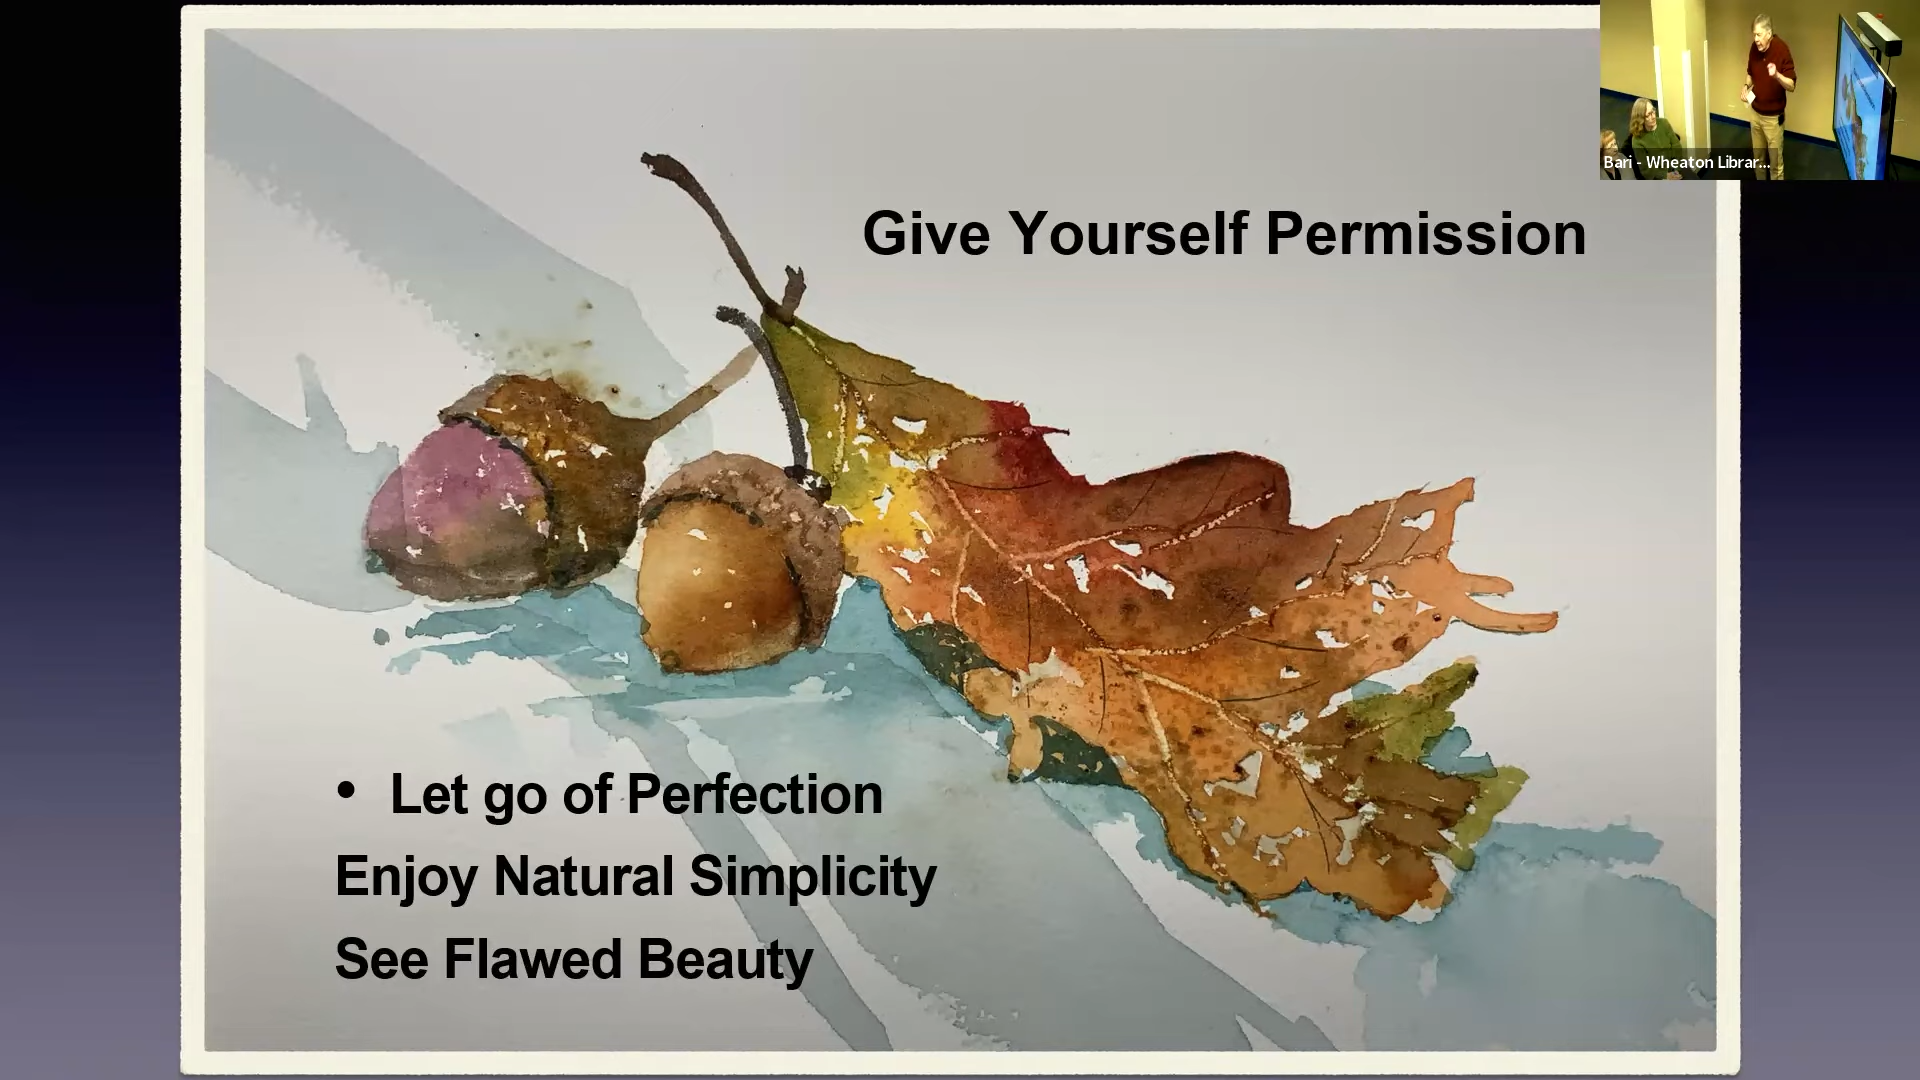 Bari - Wheaton Librar...
Give Yourself Permission
• Let go of Perfection
Enjoy Natural Simplicity
See Flawed Beauty